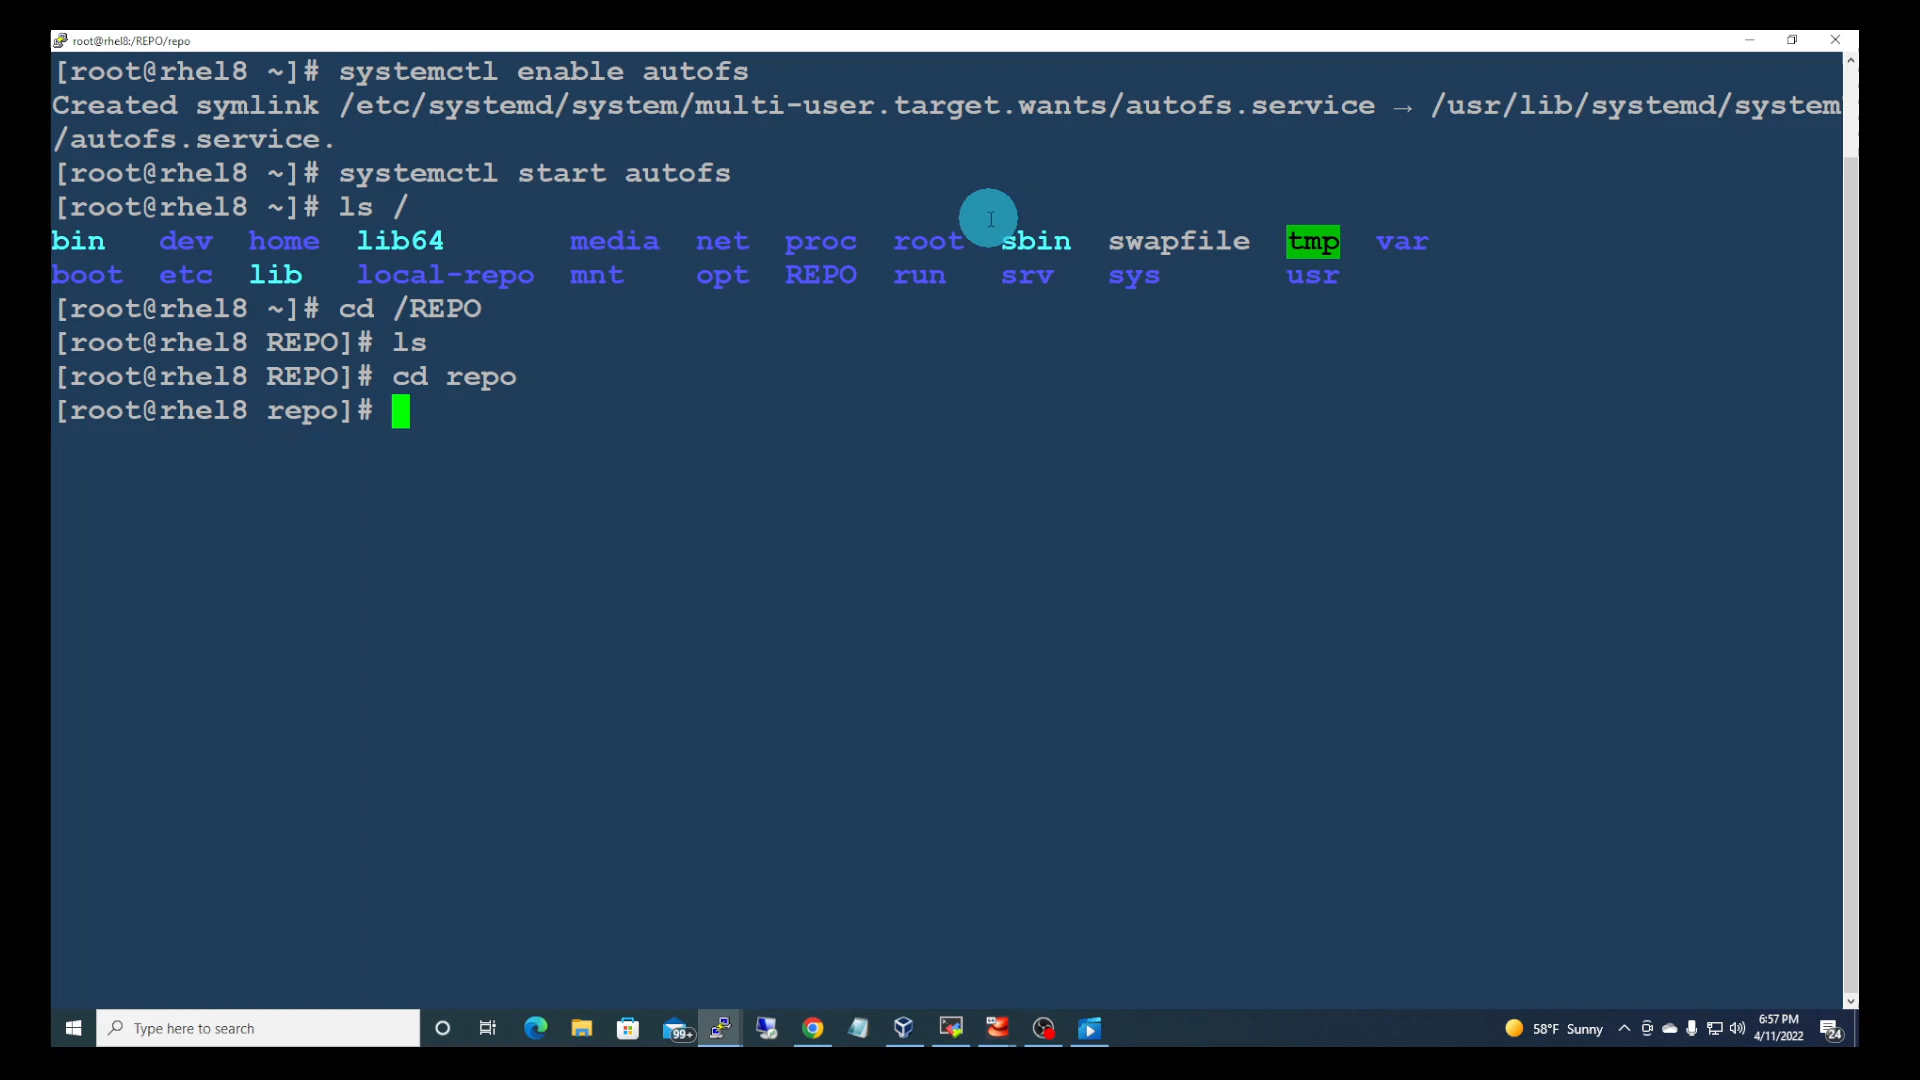 root@rhel8:/REPO/repo
[root@rhel8 ~]# systemctl enable autofs
Created symlink /etc/systemd/system/multi-user.target.wants/autofs.service → /usr/lib/systemd/system
/autofs.service.
[root@rhel8 ~]# systemctl start autofs
[root@rhel8 ~]# ls /
bin dev home lib64 media net proc root sbin swapfile tmp var
boot etc lib local-repo mnt opt REPO run srv sys usr
[root@rhel8 ~]# cd /REPO
[root@rhel8 REPO]# ls
[root@rhel8 REPO]# cd repo
[root@rhel8 repo]#
Type here to search
99+
58°F Sunny
6:57 PM
4/11/2022
24